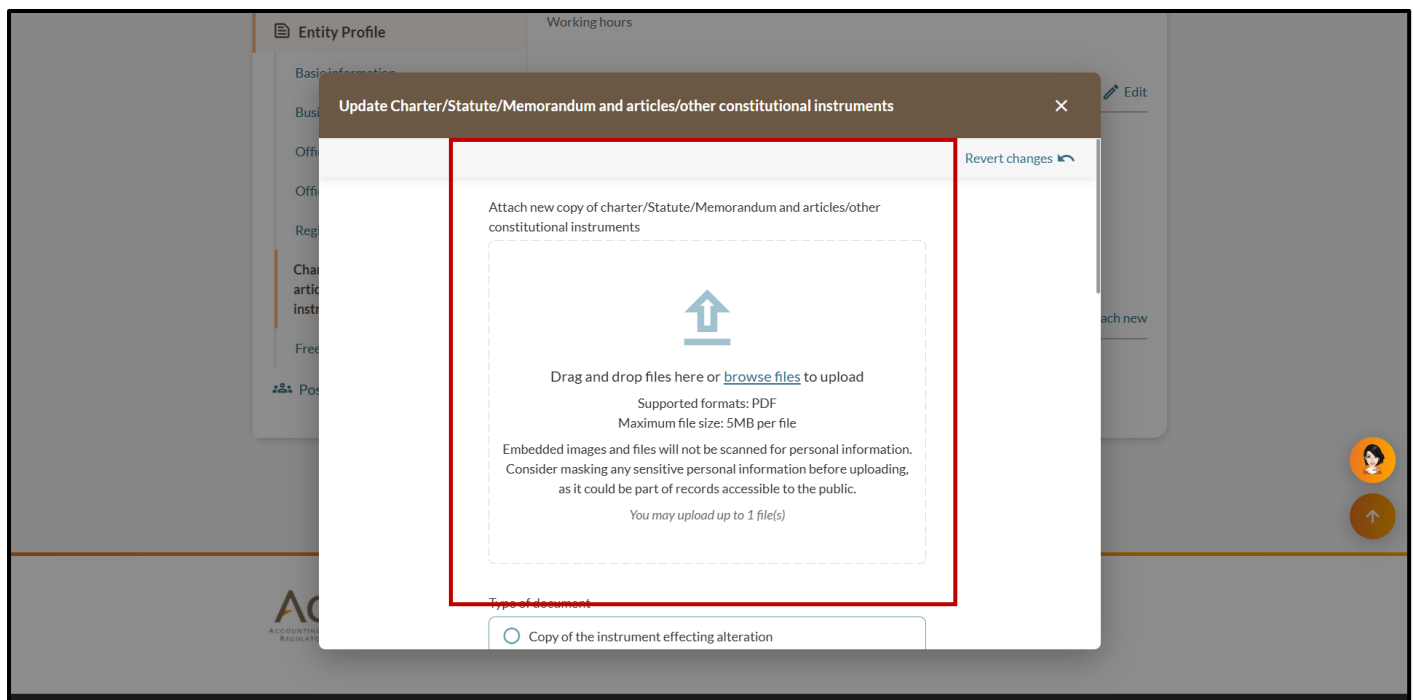 Entity Profile
Working hours
Basic information
Edit
Update Charter/Statute/Memorandum and articles/other constitutional instruments
Revert changes
Attach new copy of charter/Statute/Memorandum and articles/other
constitutional instruments
Drag and drop files here or browse files to upload
Supported formats: PDF
Maximum file size: 5MB per file
Embedded images and files will not be scanned for personal information.
Consider masking any sensitive personal information before uploading,
as it could be part of records accessible to the public.
You may upload up to 1 file(s)
Type of document
Copy of the instrument effecting alteration